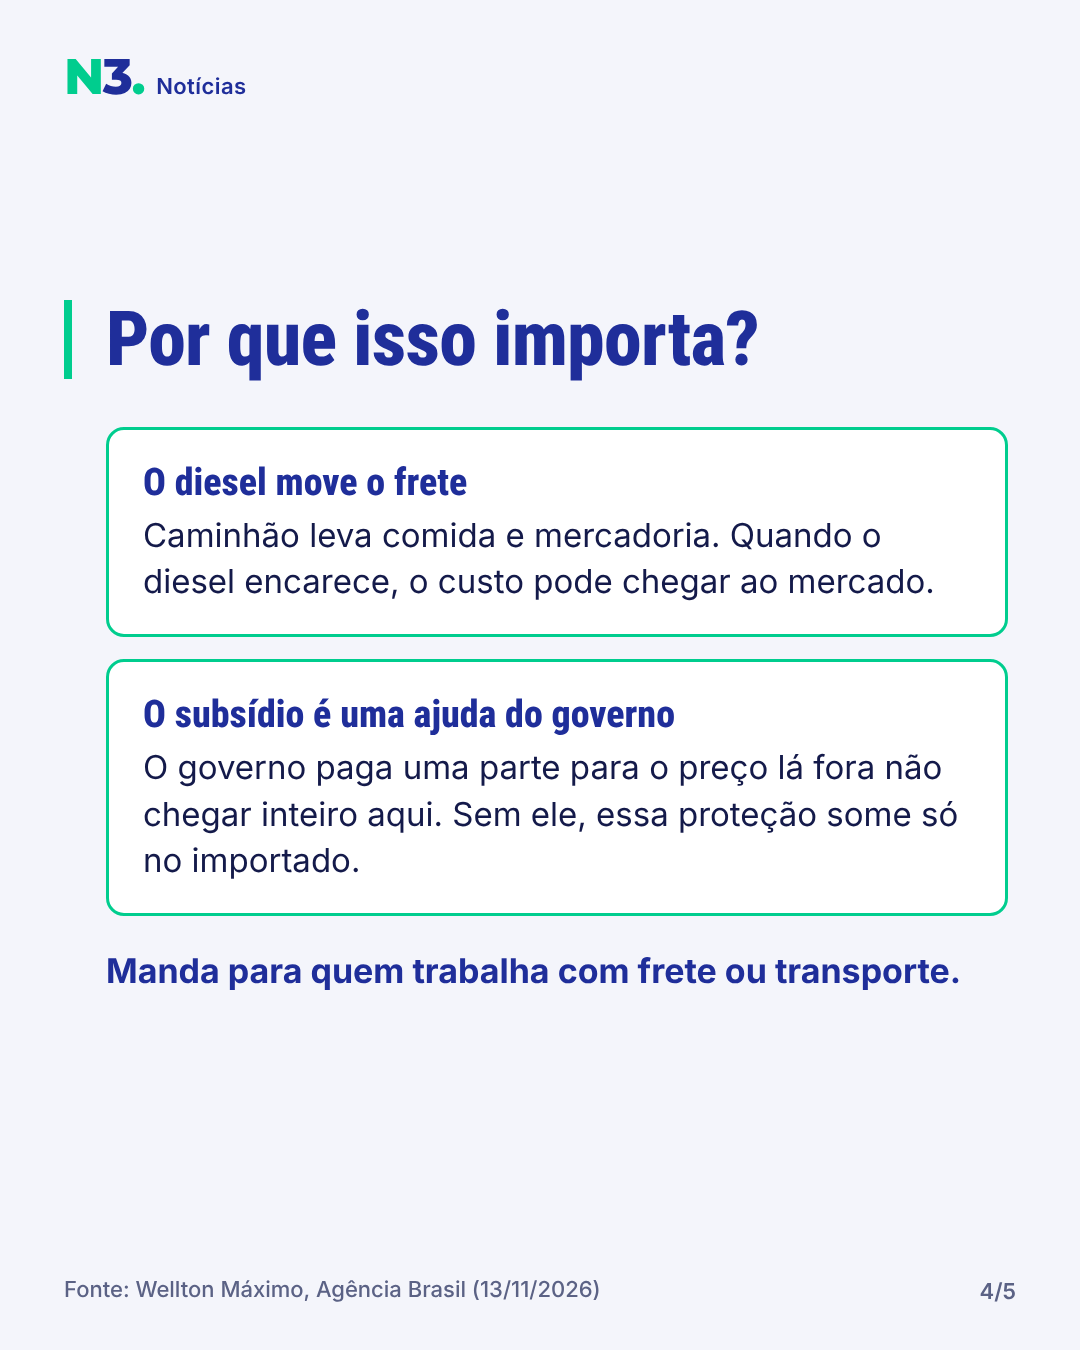 N3. Notícias
Por que isso importa?
O diesel move o frete
Caminhão leva comida e mercadoria. Quando o
diesel encarece, o custo pode chegar ao mercado.
O subsídio é uma ajuda do governo
O governo paga uma parte para o preço lá fora não
chegar inteiro aqui. Sem ele, essa proteção some só
no importado.
Manda para quem trabalha com frete ou transporte.
Fonte: Wellton Máximo, Agência Brasil (13/11/2026)
4/5